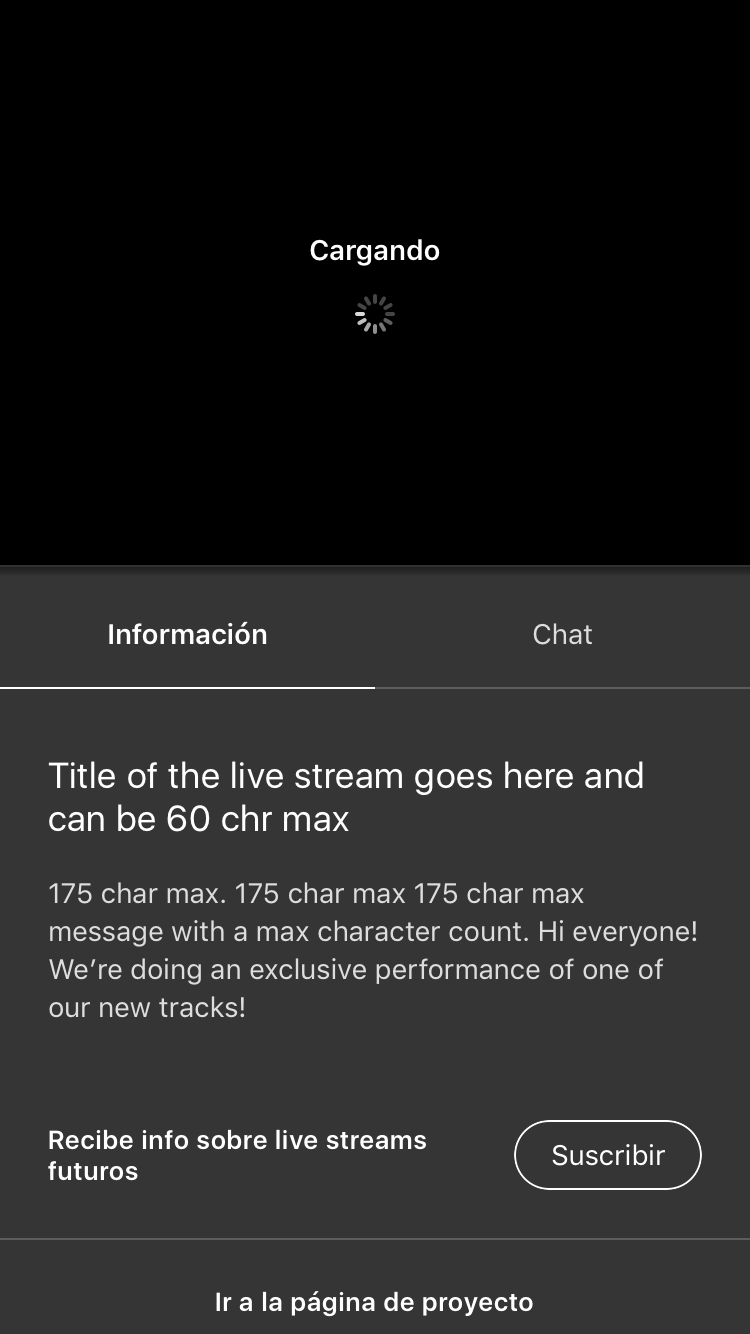 Cargando
Información
Chat
Title of the live stream goes here and
can be 60 chr max
175 char max. 175 char max 175 char max
message with a max character count. Hi everyone!
We’re doing an exclusive performance of one of
our new tracks!
Recibe info sobre live streams
futuros
Suscribir
Ir a la página de proyecto